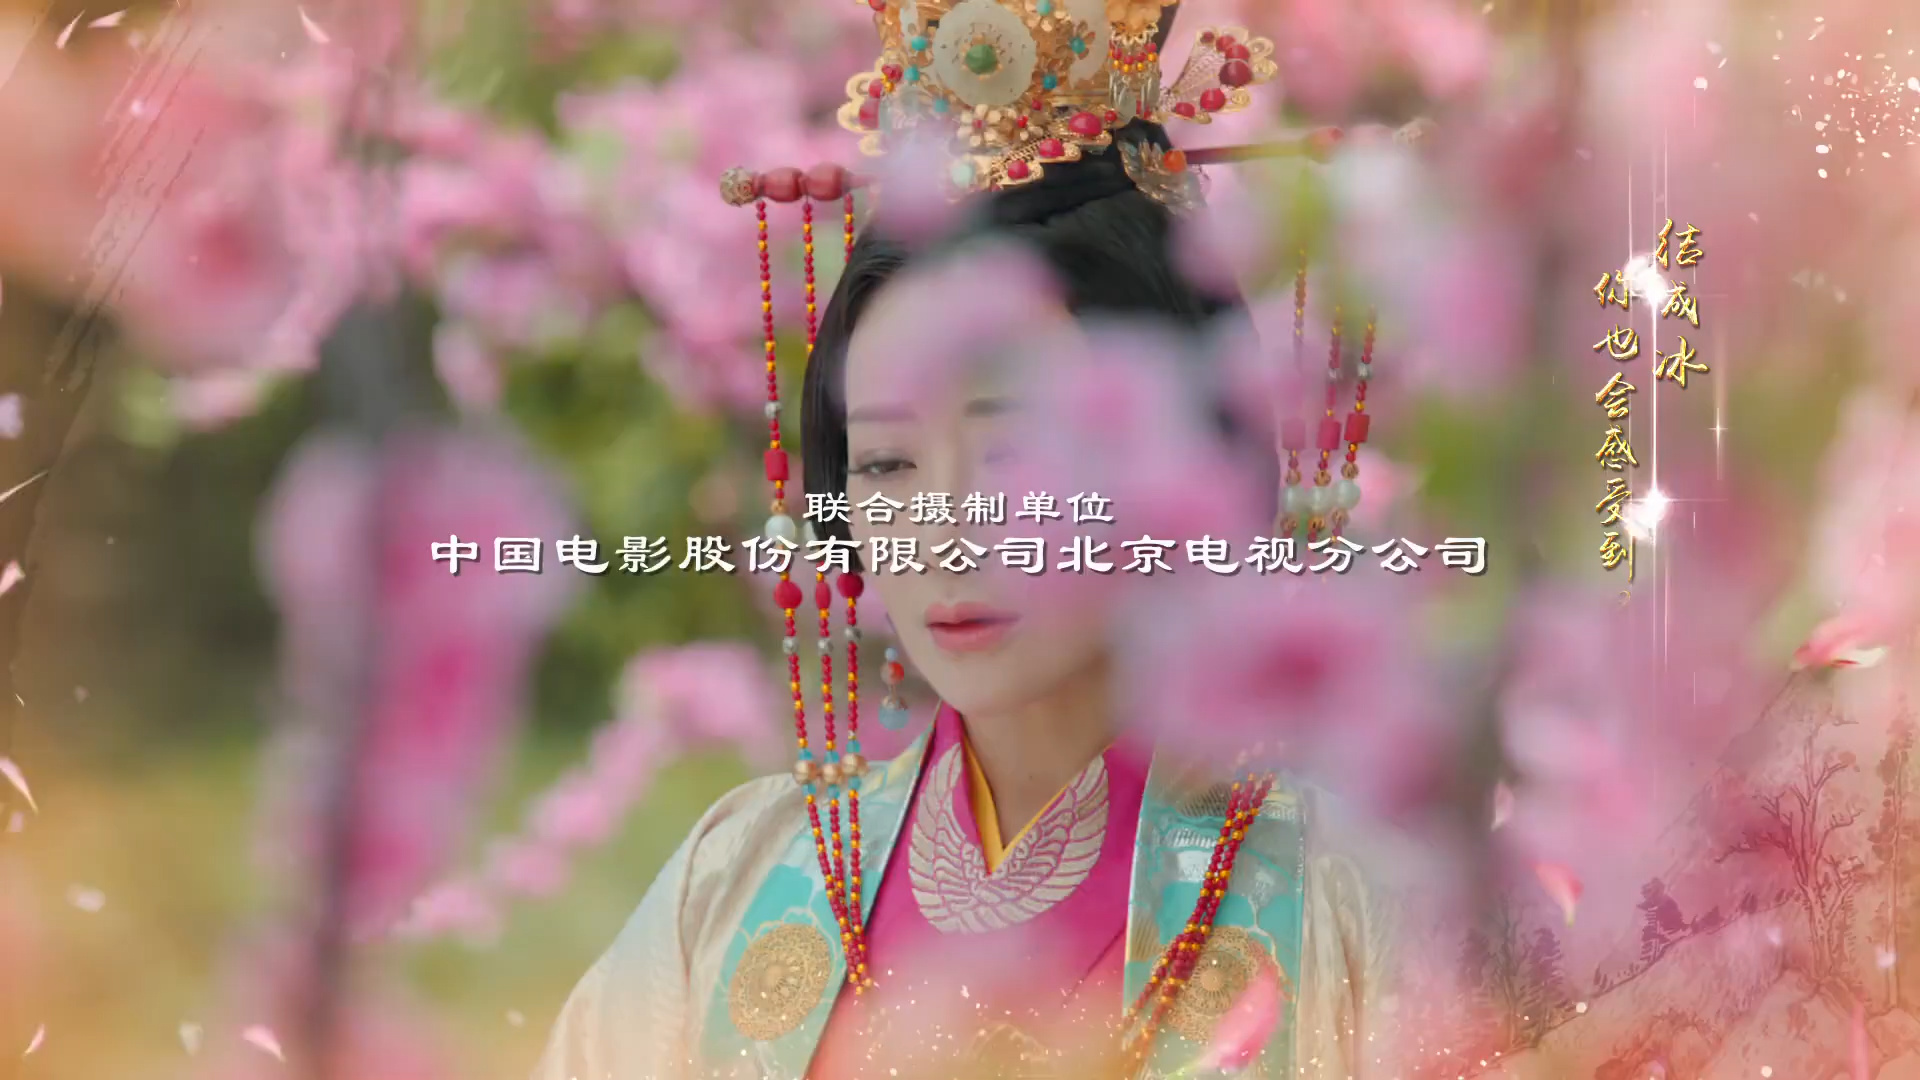 联合摄制单位
中国电影股份有限公司北京电视分公司
结成冰
你也会感受到